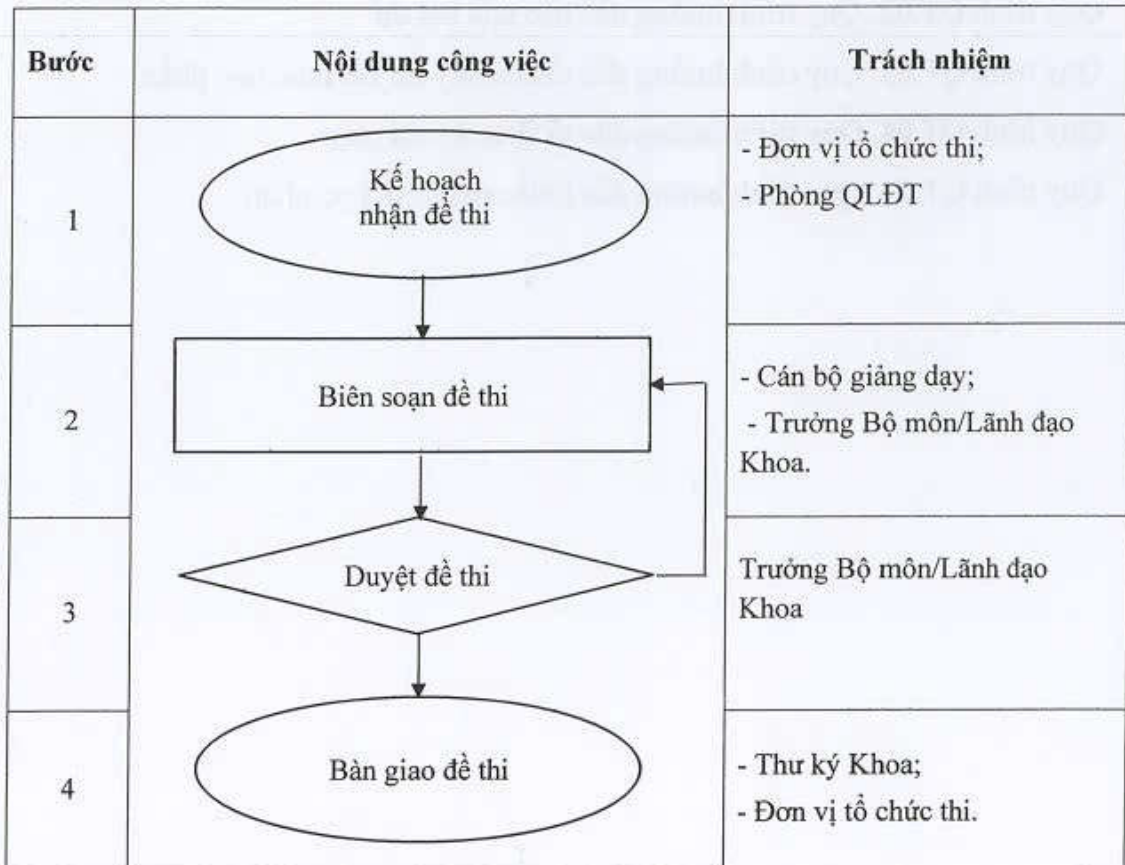 Bước
Nội dung công việc
Trách nhiệm
1
Kế hoạch
nhận đề thi
- Đơn vị tổ chức thi;
- Phòng QLĐT
2
Biên soạn đề thi
- Cán bộ giảng dạy;
- Trưởng Bộ môn/Lãnh đạo
Khoa.
3
Duyệt đề thi
Trưởng Bộ môn/Lãnh đạo
Khoa
4
Bàn giao đề thi
- Thư ký Khoa;
- Đơn vị tổ chức thi.